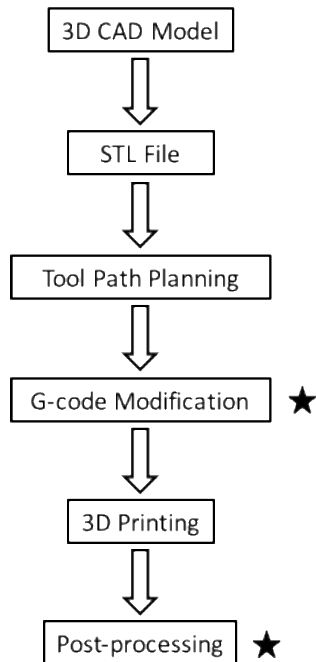 3D CAD Model
STL File
Tool Path Planning
G-code Modification
3D Printing
Post-processing